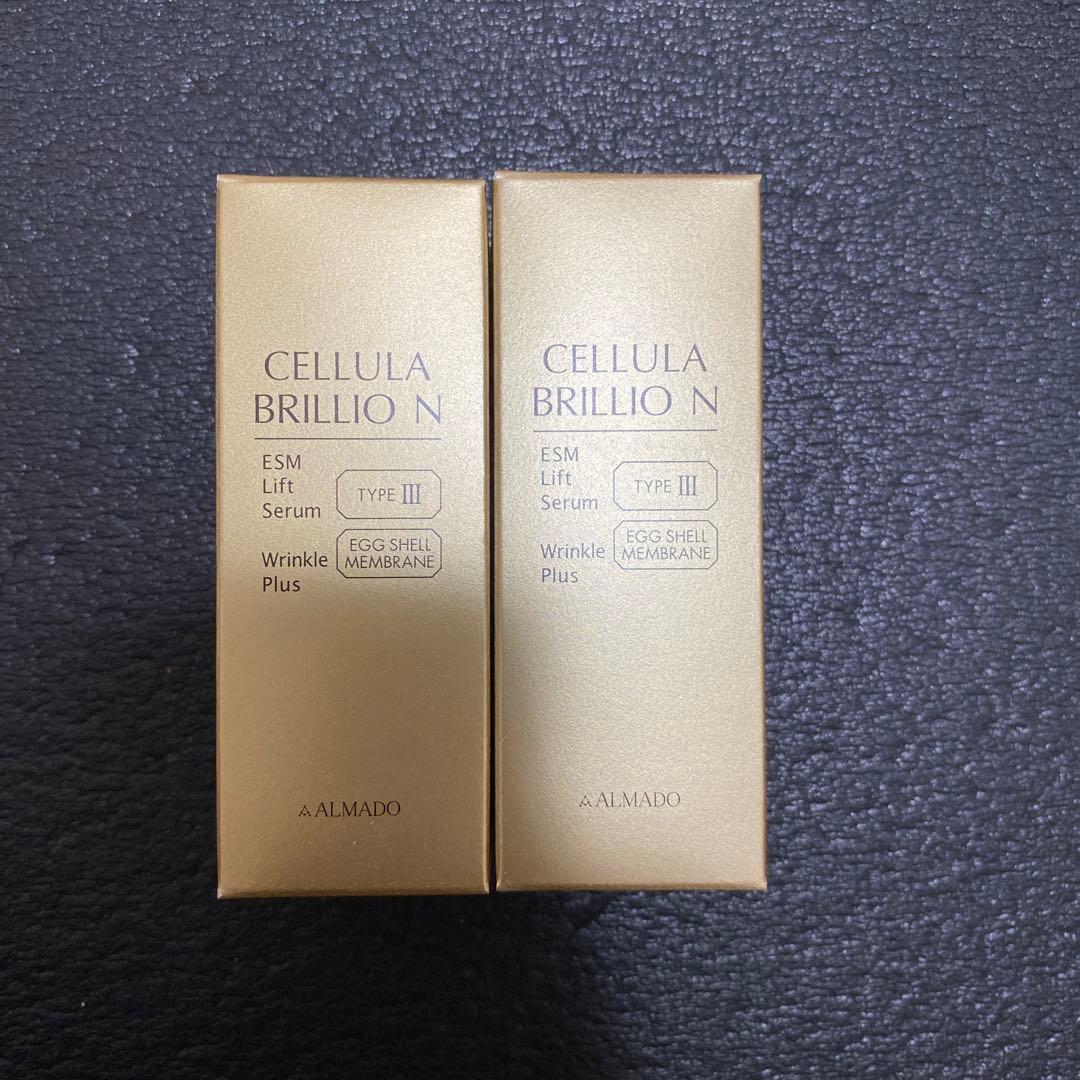 CELLULA
BRILLIO N
ESM
Lift
Serum
TYPE III
Wrinkle
Plus
EGG SHELL
MEMBRANE
ALMADO
CELLULA
BRILLIO N
ESM
Lift
Serum
TYPE III
Wrinkle
Plus
EGG SHELL
MEMBRANE
ALMADO